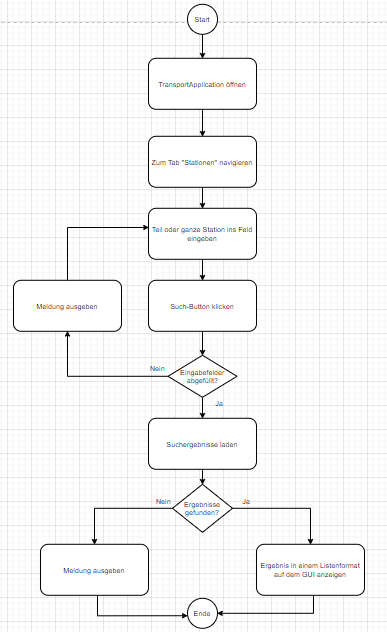 Start
TransportApplication öffnen
Zum Tab "Stationen" navigieren
Teil oder ganze Station ins Feld
eingeben
Meldung ausgeben
Such-Button klicken
Nein
Eingabefelder
abgefüllt?
Ja
Suchergebnisse laden
Nein
Ergebnisse
gefunden?
Ja
Meldung ausgeben
Ergebnis in einem Listenformat
auf dem GUI anzeigen
Ende